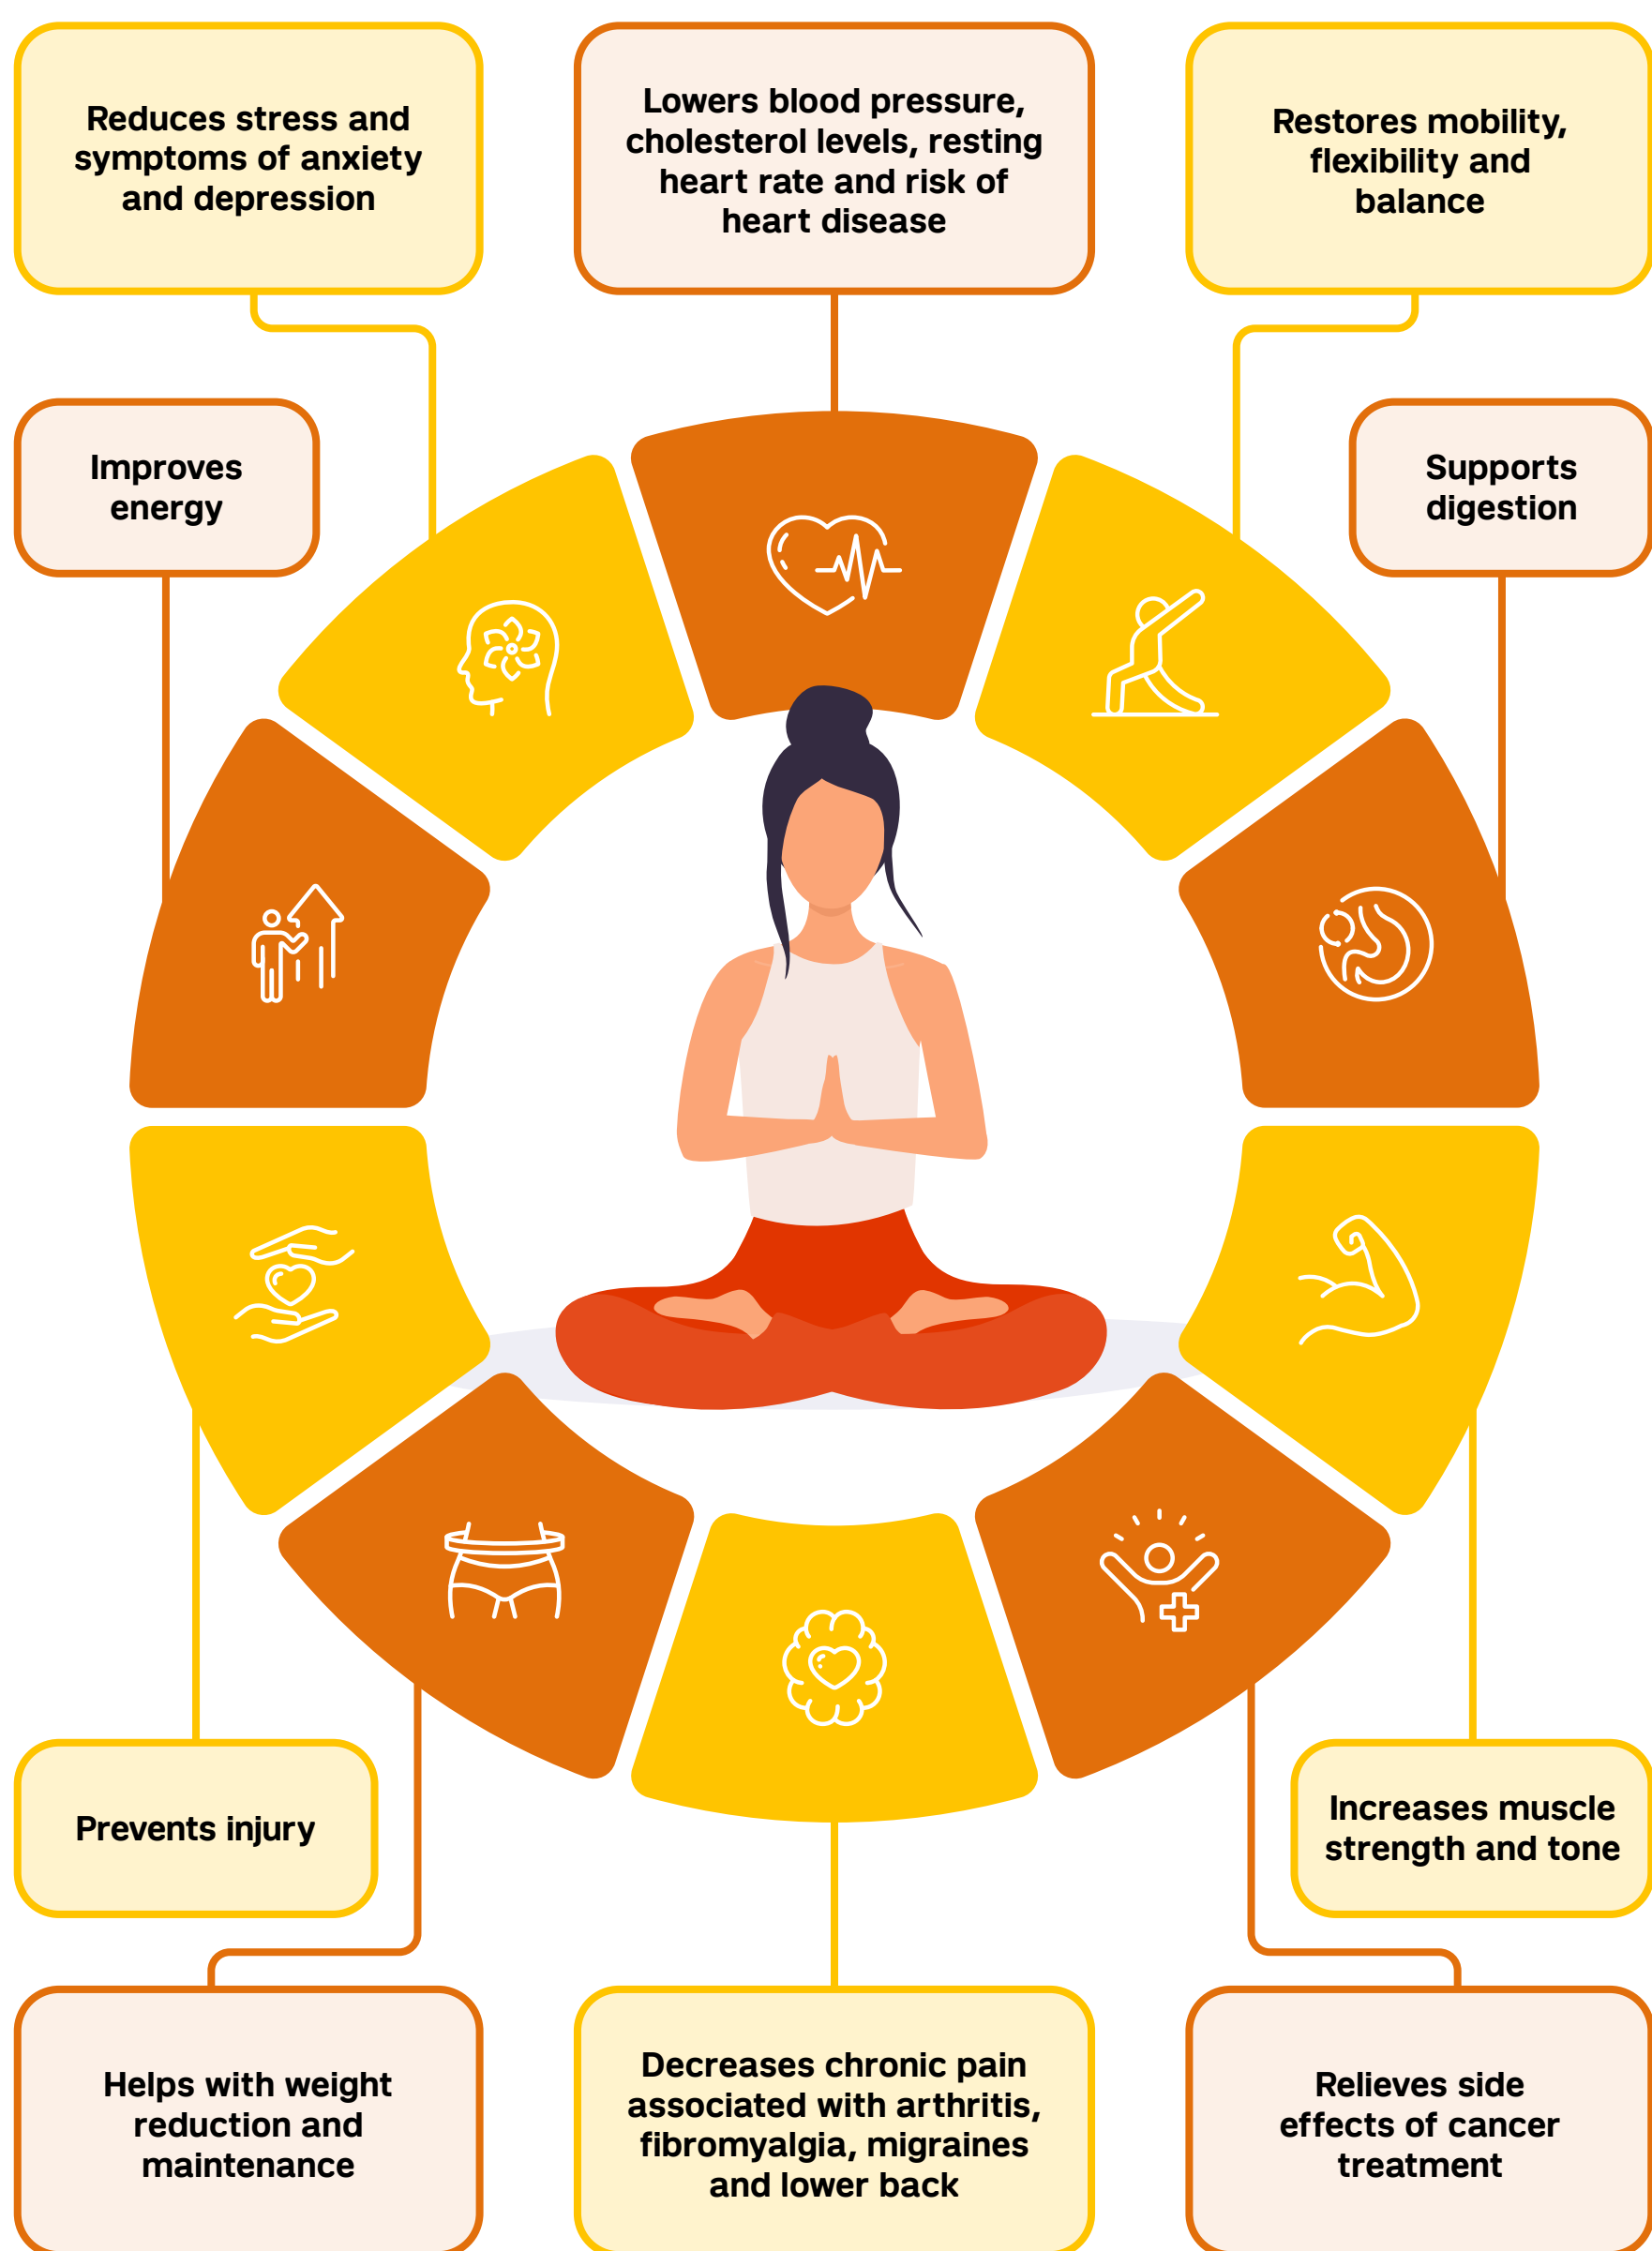 Reduces stress and
symptoms of anxiety
and depression
Lowers blood pressure,
cholesterol levels, resting
heart rate and risk of
heart disease
Restores mobility,
flexibility and
balance
Improves
energy
Supports
digestion
Prevents injury
Increases muscle
strength and tone
Helps with weight
reduction and
maintenance
Decreases chronic pain
associated with arthritis,
fibromyalgia, migraines
and lower back
Relieves side
effects of cancer
treatment